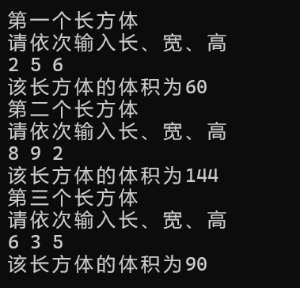 第一个长方体
请依次输入长、宽、高
2 5 6
该长方体的体积为60
第二个长方体
请依次输入长、宽、高
8 9 2
该长方体的体积为144
第三个长方体
请依次输入长、宽、高
6 3 5
该长方体的体积为90